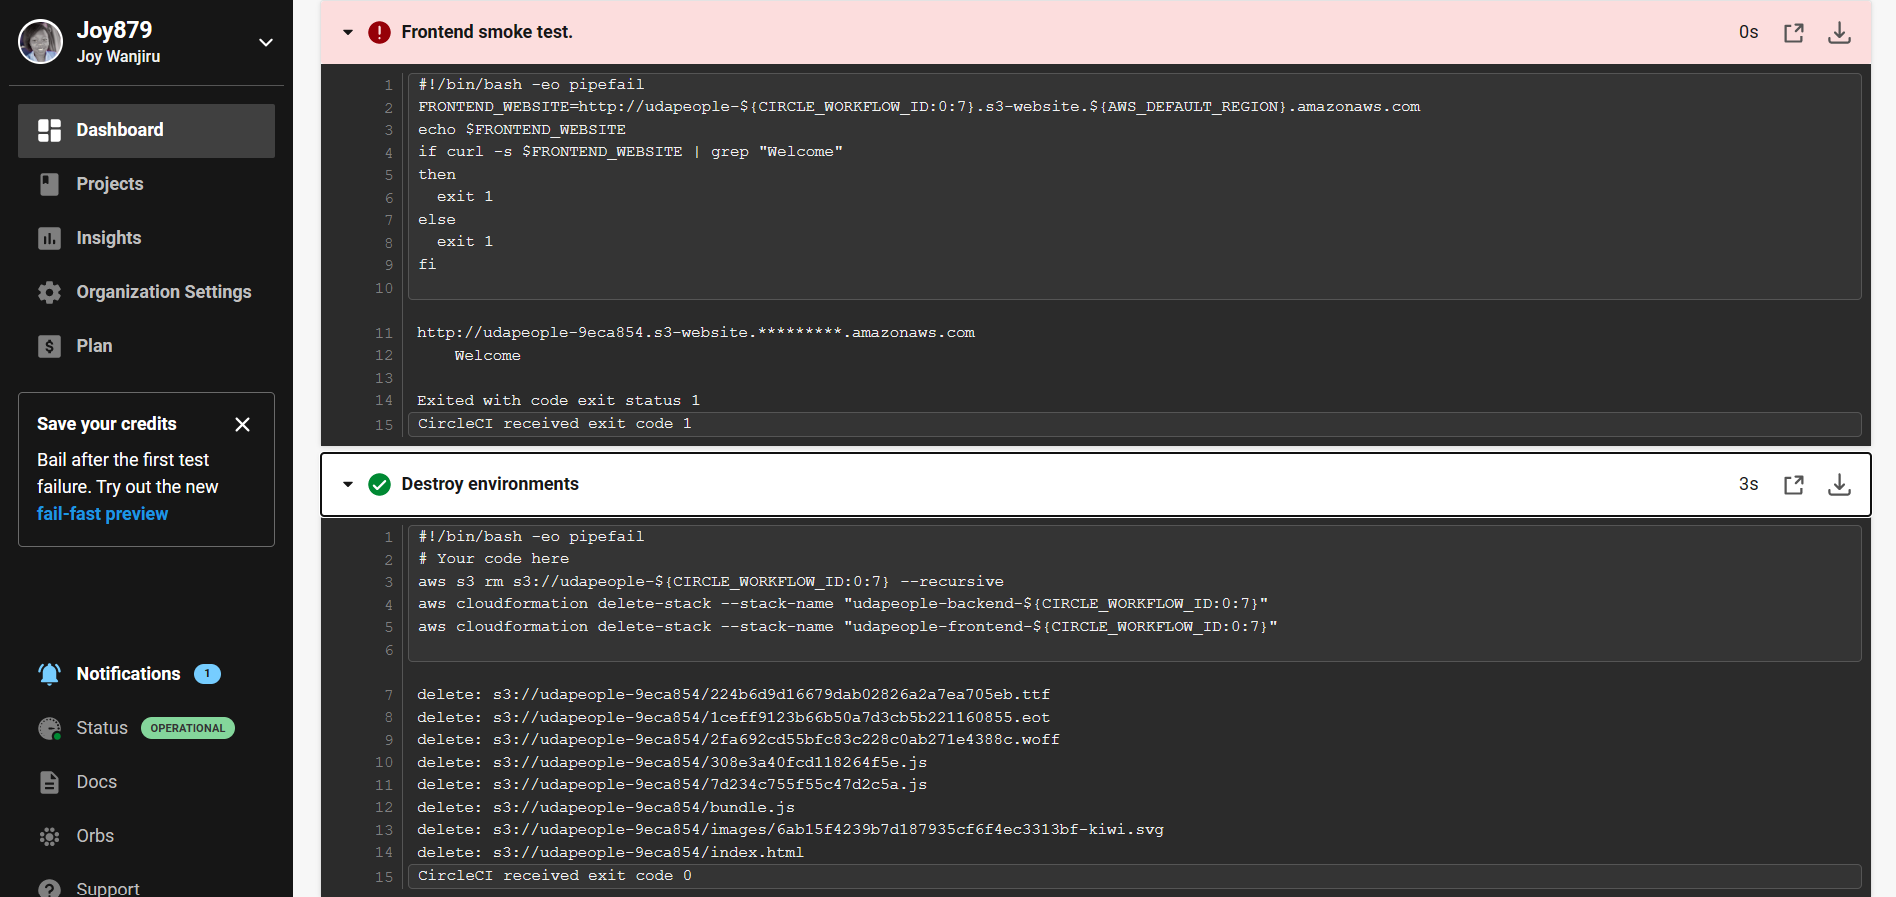 Joy879
Joy Wanjiru
Dashboard
Projects
Insights
Organization Settings
Plan
Save your credits
Bail after the first test
failure. Try out the new
fail-fast preview
Notifications 1
Status OPERATIONAL
Docs
Orbs
Support
Frontend smoke test. 0s
1 #!/bin/bash -eo pipefail
2 FRONTEND_WEBSITE=http://udapeople-${CIRCLE_WORKFLOW_ID:0:7}.s3-website.${AWS_DEFAULT_REGION}.amazonaws.com
3 echo $FRONTEND_WEBSITE
4 if curl -s $FRONTEND_WEBSITE | grep "Welcome"
5 then
6   exit 1
7 else
8   exit 1
9 fi
10
11 http://udapeople-9eca854.s3-website.*********.amazonaws.com
12     Welcome
13
14 Exited with code exit status 1
15 CircleCI received exit code 1
Destroy environments 3s
1 #!/bin/bash -eo pipefail
2 # Your code here
3 aws s3 rm s3://udapeople-${CIRCLE_WORKFLOW_ID:0:7} --recursive
4 aws cloudformation delete-stack --stack-name "udapeople-backend-${CIRCLE_WORKFLOW_ID:0:7}"
5 aws cloudformation delete-stack --stack-name "udapeople-frontend-${CIRCLE_WORKFLOW_ID:0:7}"
6
7 delete: s3://udapeople-9eca854/224b6d9d16679dab02826a2a7ea705eb.ttf
8 delete: s3://udapeople-9eca854/1ceff9123b66b50a7d3cb5b221160855.eot
9 delete: s3://udapeople-9eca854/2fa692cd55bfc83c228c0ab271e4388c.woff
10 delete: s3://udapeople-9eca854/308e3a40fcd118264f5e.js
11 delete: s3://udapeople-9eca854/7d234c755f55c47d2c5a.js
12 delete: s3://udapeople-9eca854/bundle.js
13 delete: s3://udapeople-9eca854/images/6ab15f4239b7d187935cf6f4ec3313bf-kiwi.svg
14 delete: s3://udapeople-9eca854/index.html
15 CircleCI received exit code 0